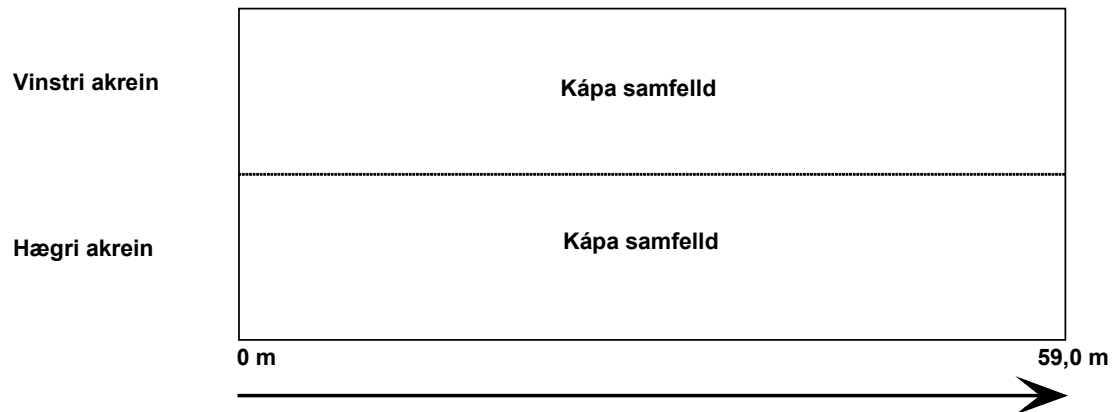 Vinstri akrein
Kápa samfelld
Hægri akrein
Kápa samfelld
0 m
59,0 m